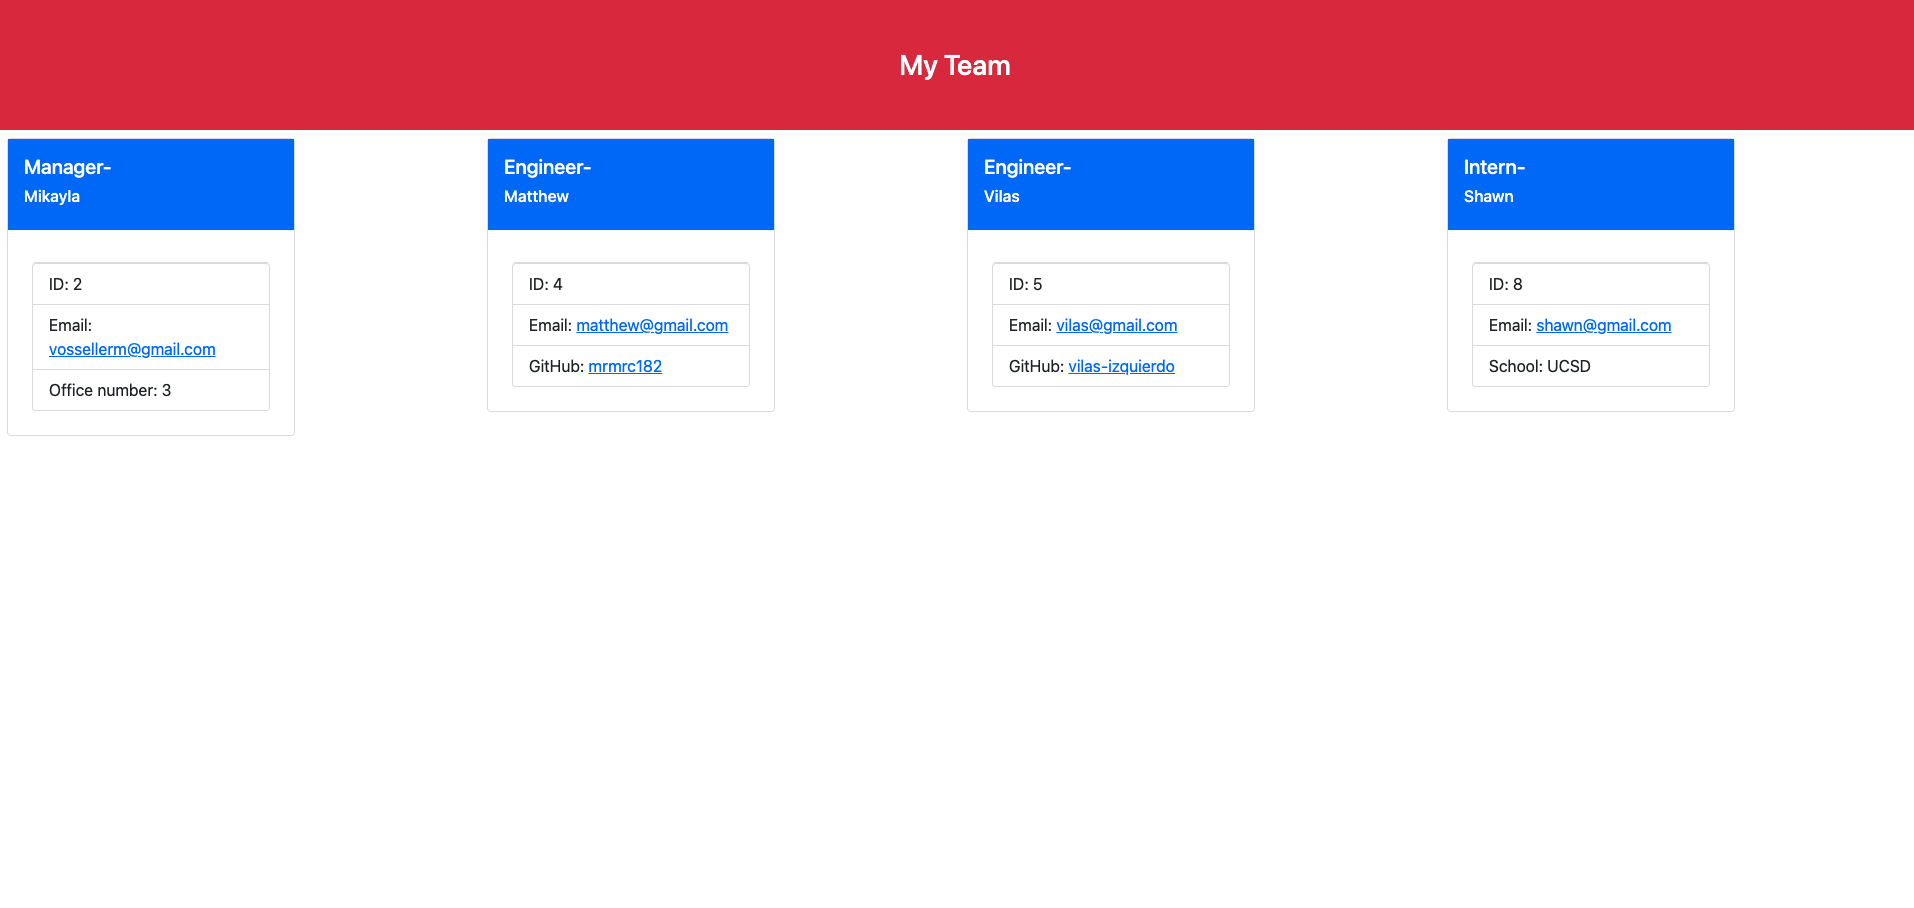 My Team
Manager-
Mikayla
ID: 2
Email:
vossellerm@gmail.com
Office number: 3
Engineer-
Matthew
ID: 4
Email: matthew@gmail.com
GitHub: mrmrc182
Engineer-
Vilas
ID: 5
Email: vilas@gmail.com
GitHub: vilas-izquierdo
Intern-
Shawn
ID: 8
Email: shawn@gmail.com
School: UCSD